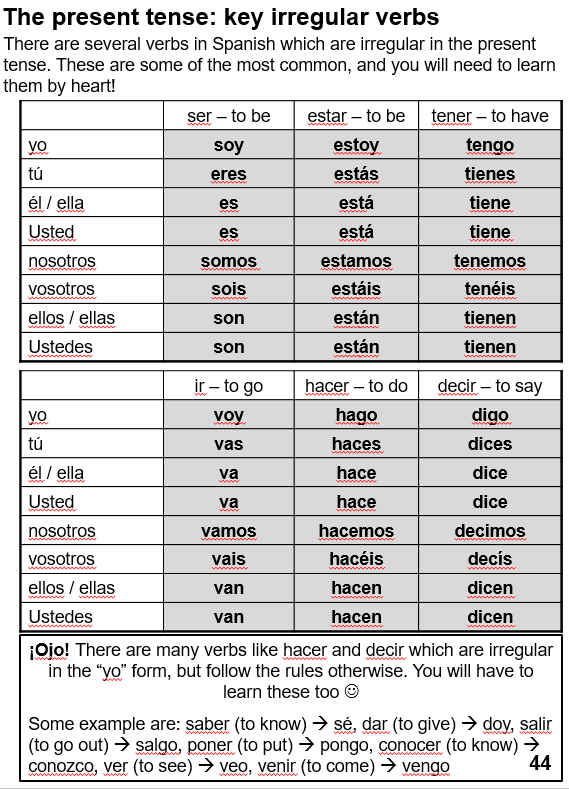 The present tense: key irregular verbs
There are several verbs in Spanish which are irregular in the present
tense. These are some of the most common, and you will need to learn
them by heart!
ser – to be estar – to be tener – to have
yo soy estoy tengo
tú eres estás tienes
él / ella es está tiene
Usted es está tiene
nosotros somos estamos tenemos
vosotros sois estáis tenéis
ellos / ellas son están tienen
Ustedes son están tienen
ir – to go hacer – to do decir – to say
yo voy hago digo
tú vas haces dices
él / ella va hace dice
Usted va hace dice
nosotros vamos hacemos decimos
vosotros vais hacéis decís
ellos / ellas van hacen dicen
Ustedes van hacen dicen
¡Ojo! There are many verbs like hacer and decir which are irregular
in the “yo” form, but follow the rules otherwise. You will have to
learn these too ☺
Some example are: saber (to know) → sé, dar (to give) → doy, salir
(to go out) → salgo, poner (to put) → pongo, conocer (to know) →
conozco, ver (to see) → veo, venir (to come) → vengo
44